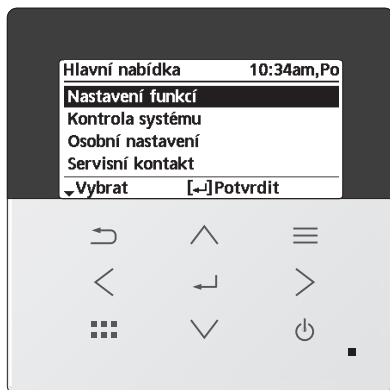 Hlavní nabídka 10:34am,Po
Nastavení funkcí
Kontrola systému
Osobní nastavení
Servisní kontakt
Vybrat [↵]Potvrdit